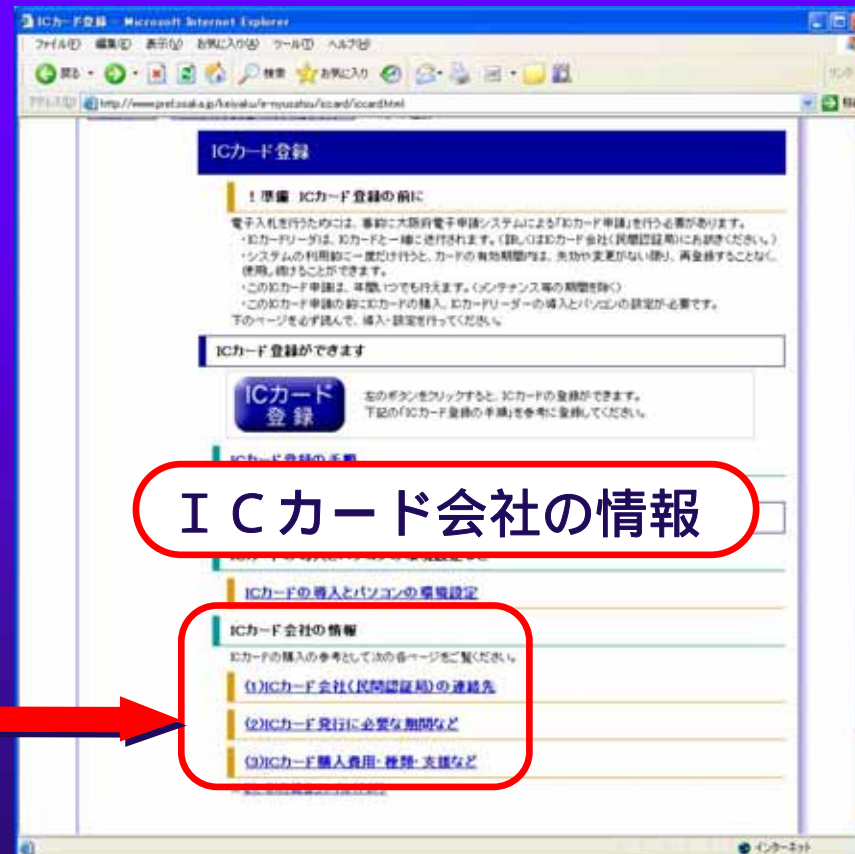 ICカード登録 - Microsoft Internet Explorer
ファイル(F) 編集(E) 表示(V) お気に入り(A) ツール(T) ヘルプ(H)
戻る 検索 お気に入り
アドレス(D) http://www.pref.osaka.jp/keiyaku/e-nyusatsu/iccard/iccard.html
ICカード登録
！準備 ICカード登録の前に
電子入札を行うためには、事前に大阪府電子申請システムによる「ICカード申請」を行う必要があります。
・ICカードリーダは、ICカードと一緒に送付されます。(詳しくはICカード会社(民間認証局)にお訊きください。)
・システムの利用前に一度だけ行うと、カードの有効期間内は、失効や変更がない限り、再登録することなく、
使用し続けることができます。
・このICカード申請は、年間、いつでも行えます。(メンテナンス等の期間を除く)
・このICカード申請の前にICカードの購入、ICカードリーダーの導入とパソコンの設定が必要です。
下のページを必ず読んで、導入・設定を行ってください。
ICカード登録ができます
ICカード
登録
左のボタンをクリックすると、ICカードの登録ができます。
下記の「ICカード登録の手順」を参考に登録してください。
ICカード登録の手順
ＩＣカード会社の情報
ICカードの導入とパソコンの環境設定
ICカード会社の情報
ICカードの購入の参考として次の各ページをご覧ください。
(1)ICカード会社(民間認証局)の連絡先
(2)ICカード発行に必要な期間など
(3)ICカード購入費用・種類・支援など
インターネット